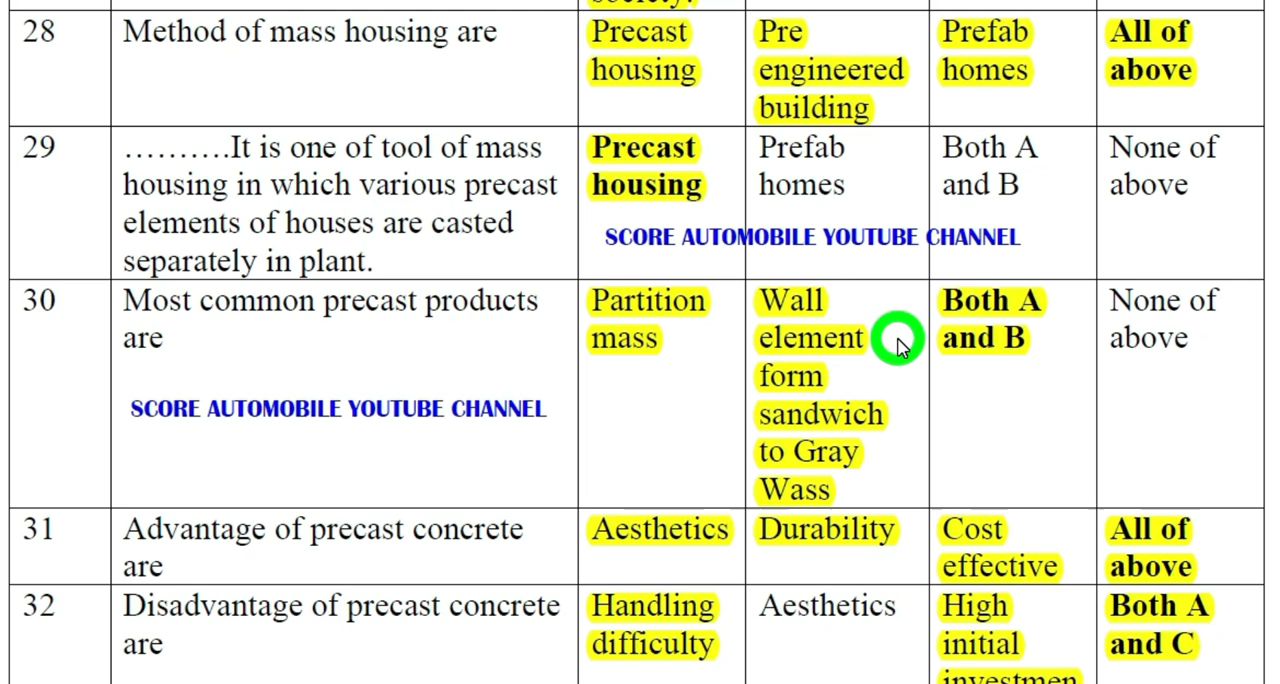 society.
28 Method of mass housing are Precast housing Pre engineered building Prefab homes All of above
29 ……….It is one of tool of mass housing in which various precast elements of houses are casted separately in plant. Precast housing Prefab homes Both A and B None of above
SCORE AUTOMOBILE YOUTUBE CHANNEL
30 Most common precast products are Partition mass Wall element form sandwich to Gray Wass Both A and B None of above
SCORE AUTOMOBILE YOUTUBE CHANNEL
31 Advantage of precast concrete are Aesthetics Durability Cost effective All of above
32 Disadvantage of precast concrete are Handling difficulty Aesthetics High initial investmen Both A and C